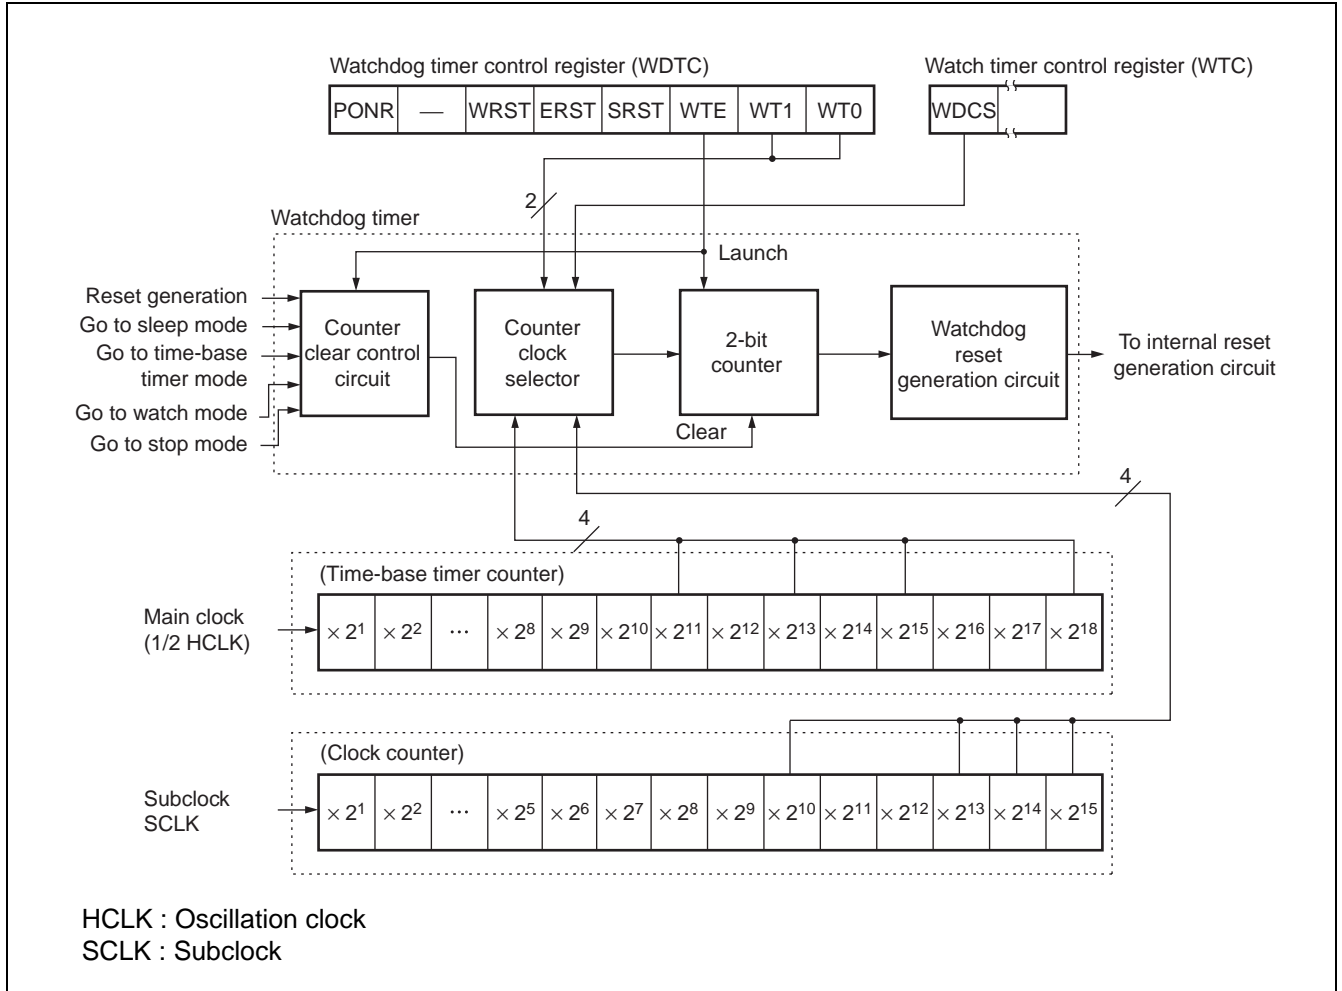 Watchdog timer control register (WDTC)
PONR — WRST ERST SRST WTE WT1 WT0
Watch timer control register (WTC)
WDCS
2
Watchdog timer
Launch
Reset generation
Go to sleep mode
Go to time-base
timer mode
Go to watch mode
Go to stop mode
Counter
clear control
circuit
Counter
clock
selector
2-bit
counter
Watchdog
reset
generation circuit
To internal reset
generation circuit
Clear
4
4
(Time-base timer counter)
Main clock
(1/2 HCLK)
× 2¹ × 2² ... × 2⁸ × 2⁹ × 2¹⁰ × 2¹¹ × 2¹² × 2¹³ × 2¹⁴ × 2¹⁵ × 2¹⁶ × 2¹⁷ × 2¹⁸
(Clock counter)
Subclock
SCLK
× 2¹ × 2² ... × 2⁵ × 2⁶ × 2⁷ × 2⁸ × 2⁹ × 2¹⁰ × 2¹¹ × 2¹² × 2¹³ × 2¹⁴ × 2¹⁵
HCLK : Oscillation clock
SCLK : Subclock